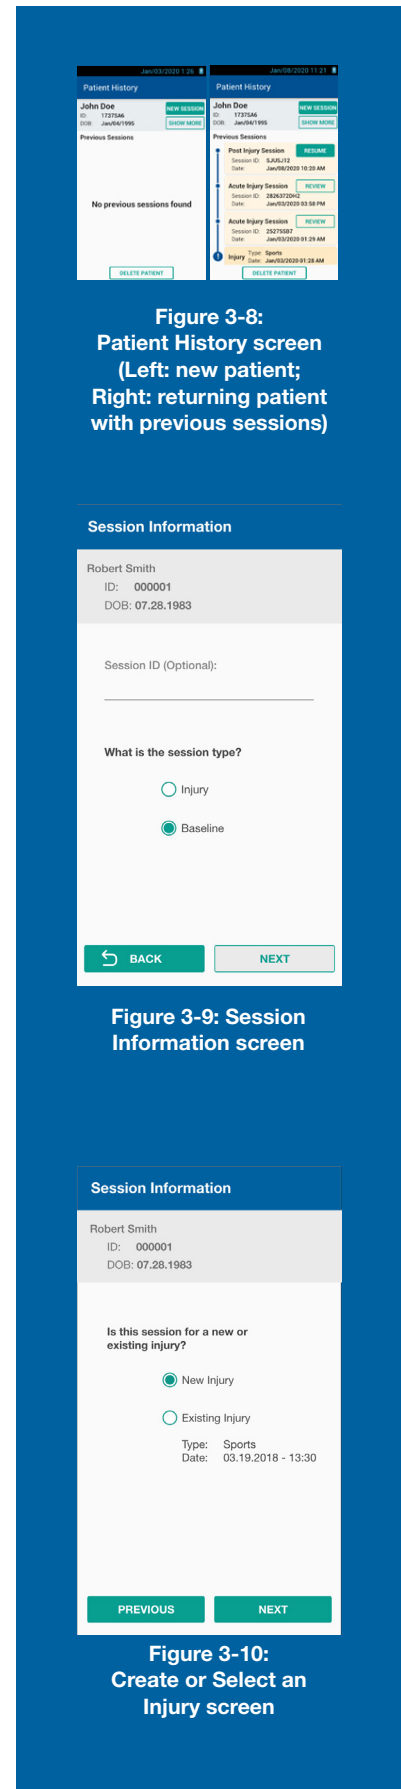 Jan/03/2020 1:26
Patient History
John Doe
NEW SESSION
ID: 1737SA6
DOB: Jan/04/1995
SHOW MORE
Previous Sessions
No previous sessions found
DELETE PATIENT
Jan/08/2020 11:21
Patient History
John Doe
NEW SESSION
ID: 1737SA6
DOB: Jan/04/1995
SHOW MORE
Previous Sessions
Post Injury Session
RESUME
Session ID: SJUSJ12
Date: Jan/08/2020 10:20 AM
Acute Injury Session
REVIEW
Session ID: 2826372OH2
Date: Jan/03/2020 03:58 PM
Acute Injury Session
REVIEW
Session ID: 25275SB7
Date: Jan/03/2020 01:29 AM
Injury
Type: Sports
Date: Jan/03/2020 01:28 AM
DELETE PATIENT
Figure 3-8:
Patient History screen
(Left: new patient;
Right: returning patient
with previous sessions)
Session Information
Robert Smith
ID: 000001
DOB: 07.28.1983
Session ID (Optional):
What is the session type?
Injury
Baseline
BACK
NEXT
Figure 3-9: Session
Information screen
Session Information
Robert Smith
ID: 000001
DOB: 07.28.1983
Is this session for a new or
existing injury?
New Injury
Existing Injury
Type: Sports
Date: 03.19.2018 - 13:30
PREVIOUS
NEXT
Figure 3-10:
Create or Select an
Injury screen